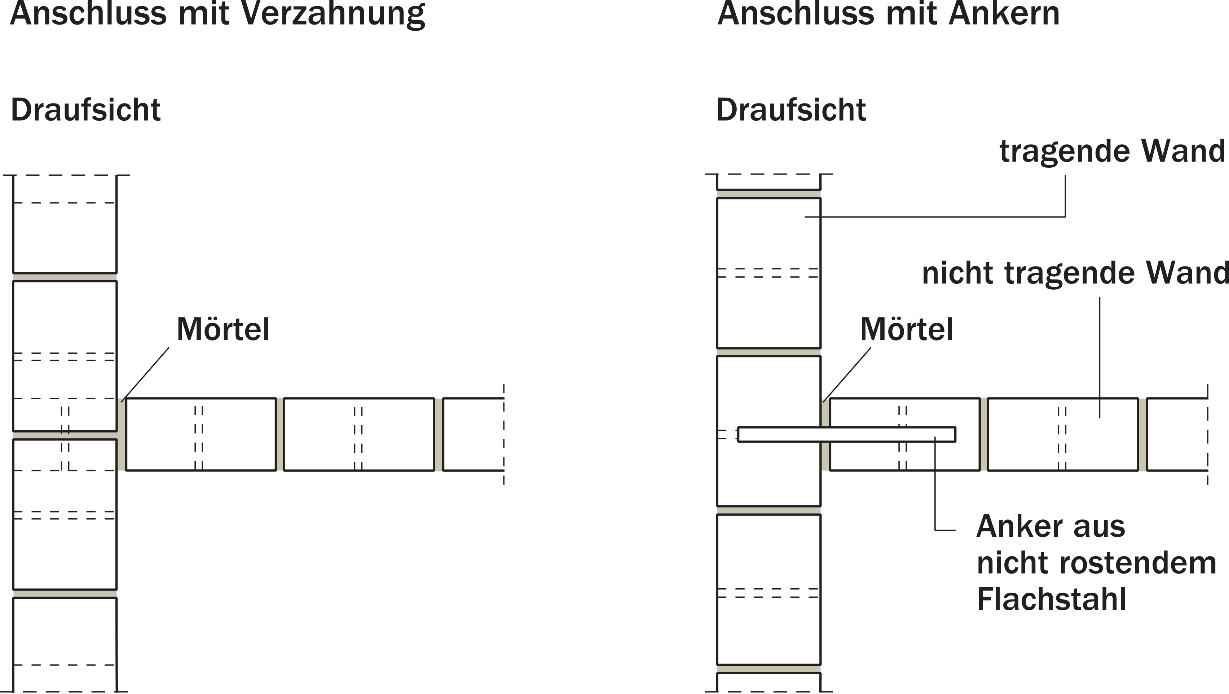 Anschluss mit Verzahnung
Draufsicht
Mörtel
Anschluss mit Ankern
Draufsicht
tragende Wand
nicht tragende Wand
Mörtel
Anker aus
nicht rostendem
Flachstahl